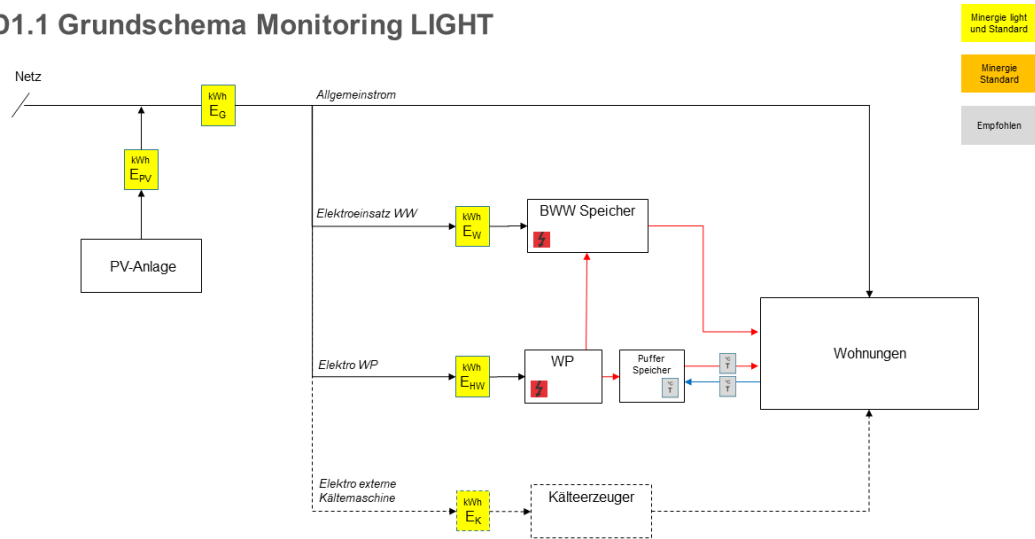 01.1 Grundschema Monitoring LIGHT
Minergie light
und Standard
Minergie
Standard
Empfohlen
Netz
kWh
EG
Allgemeinstrom
kWh
EPV
PV-Anlage
Elektroeinsatz WW
kWh
EW
BWW Speicher
Elektro WP
kWh
EHW
WP
Puffer
Speicher
°C
T
°C
T
°C
T
Wohnungen
Elektro externe
Kältemaschine
kWh
EK
Kälteerzeuger